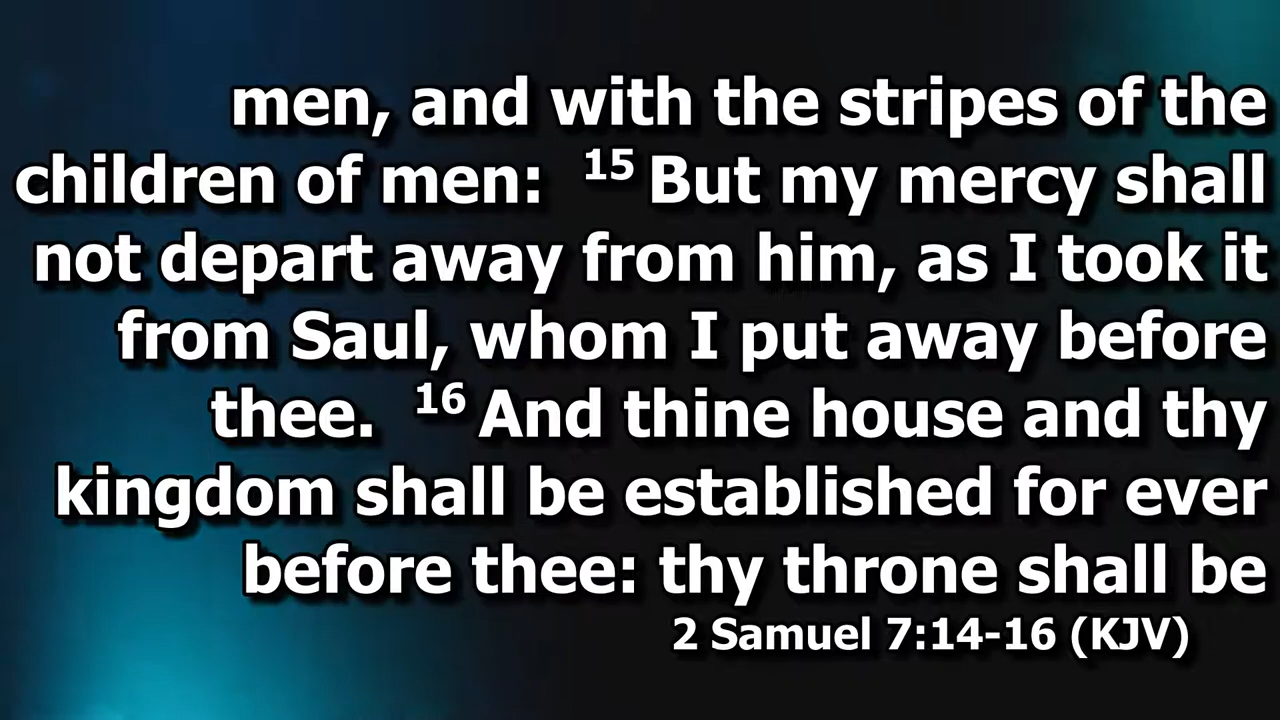 men, and with the stripes of the
children of men: 15 But my mercy shall
not depart away from him, as I took it
from Saul, whom I put away before
thee. 16 And thine house and thy
kingdom shall be established for ever
before thee: thy throne shall be
2 Samuel 7:14-16 (KJV)